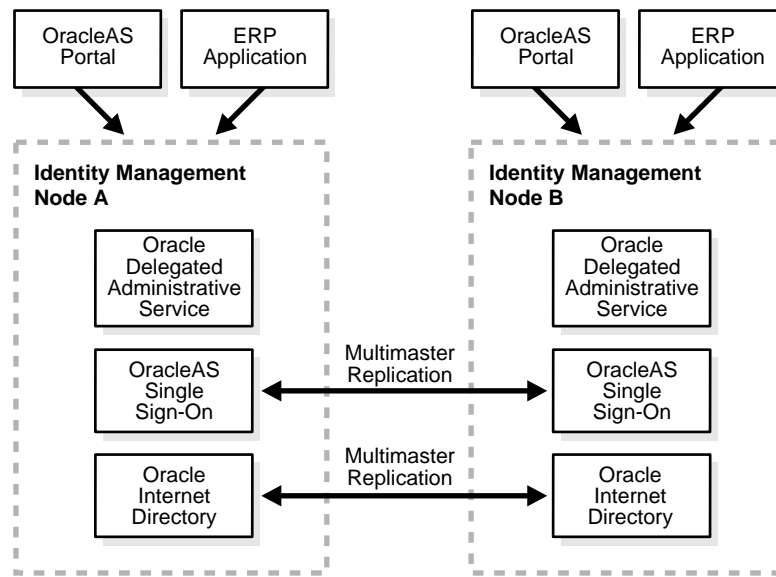 OracleAS
Portal
ERP
Application
OracleAS
Portal
ERP
Application
Identity Management
Node A
Oracle
Delegated
Administrative
Service
OracleAS
Single
Sign-On
Oracle
Internet
Directory
Multimaster
Replication
Multimaster
Replication
Identity Management
Node B
Oracle
Delegated
Administrative
Service
OracleAS
Single
Sign-On
Oracle
Internet
Directory